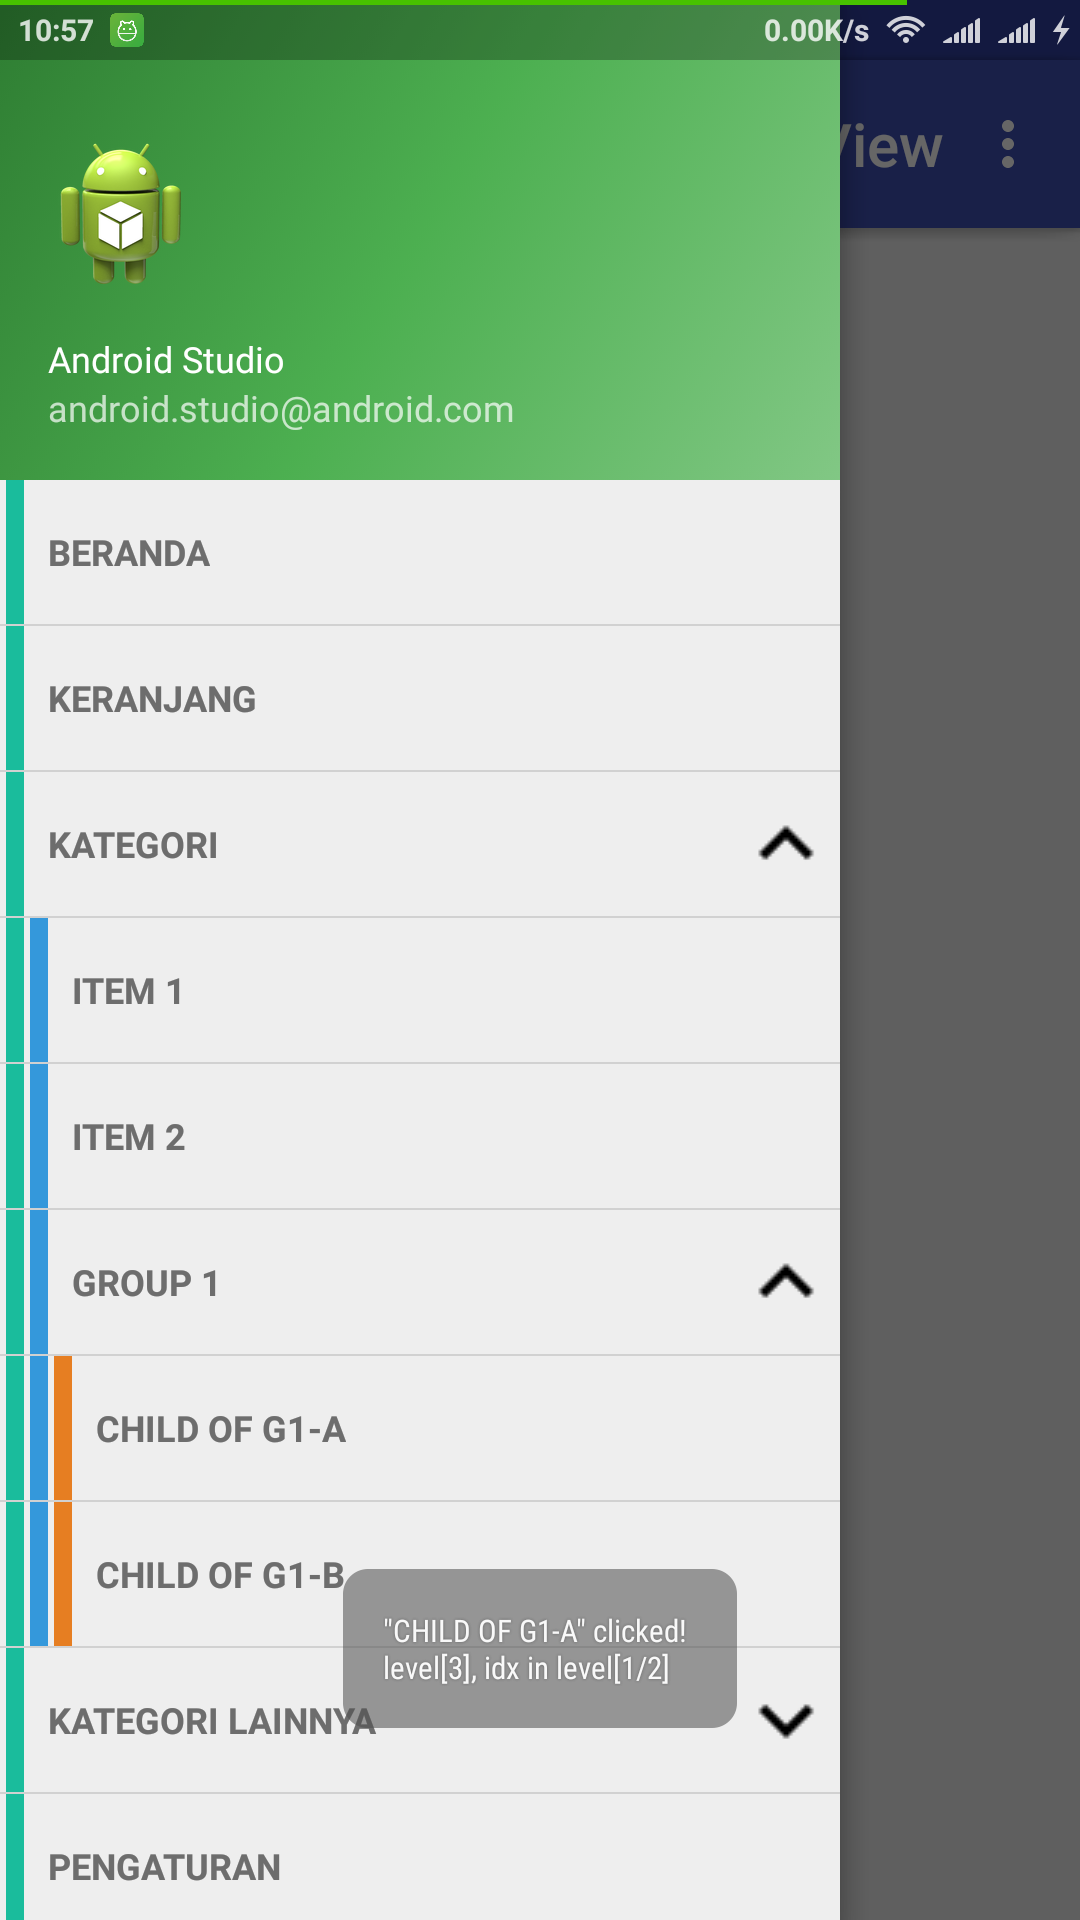 10:57
0.00K/s
View
Android Studio
android.studio@android.com
BERANDA
KERANJANG
KATEGORI
ITEM 1
ITEM 2
GROUP 1
CHILD OF G1-A
CHILD OF G1-B
"CHILD OF G1-A" clicked!
level[3], idx in level[1/2]
KATEGORI LAINNYA
PENGATURAN